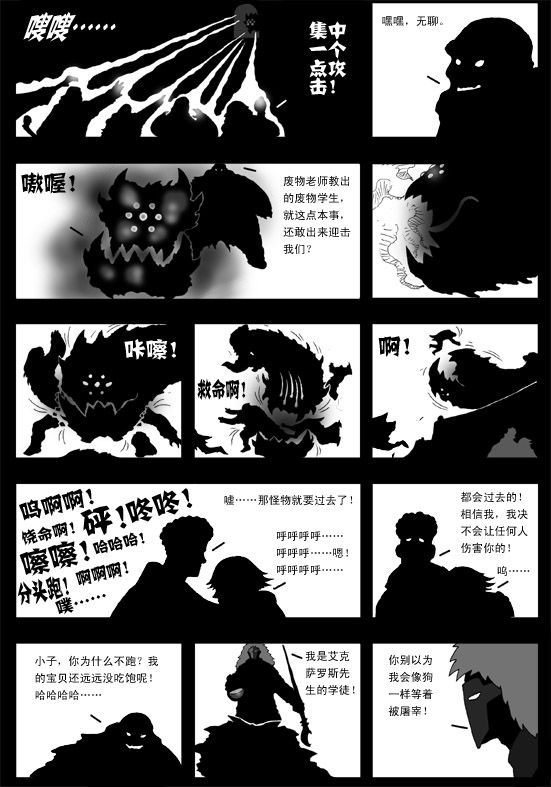 嗖嗖……
集中
一个
点攻
击！
嘿嘿，无聊。
嗷喔！
废物老师教出
的废物学生，
就这点本事，
还敢出来迎击
我们？
咔嚓！
救命啊！
啊！
呜啊啊！
饶命啊！
砰！咚咚！
嚓嚓！哈哈哈！
分头跑！啊啊啊！
噗……
嘘……那怪物就要过去了！
呼呼呼呼……
呼呼呼……嗯！
呼呼呼呼……
都会过去的！
相信我，我决
不会让任何人
伤害你的！
呜……
小子，你为什么不跑？我
的宝贝还远远没吃饱呢！
哈哈哈哈……
我是艾克
萨罗斯先
生的学徒！
你别以为
我会像狗
一样等着
被屠宰！